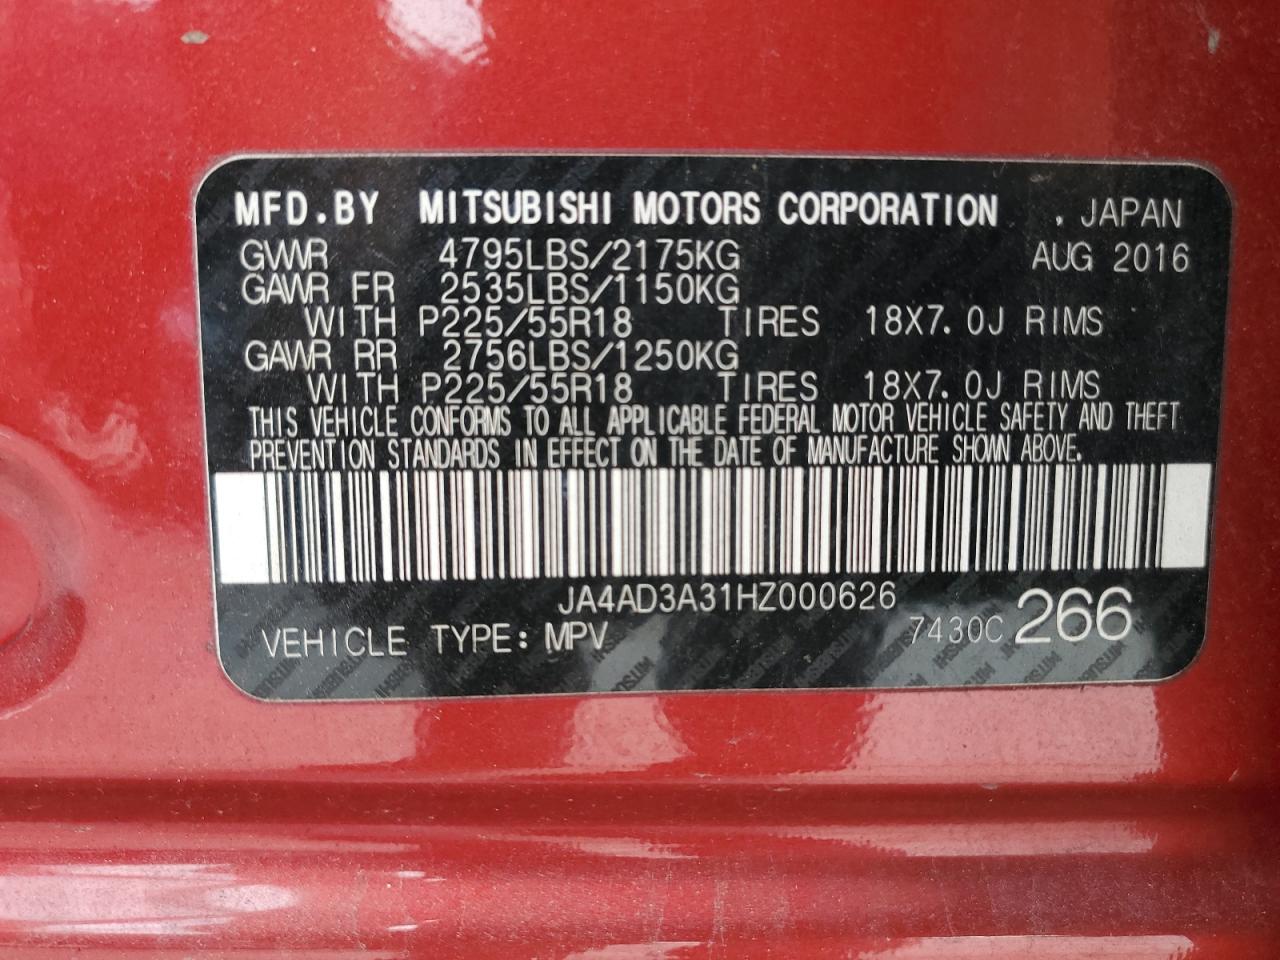 MFD.BY MITSUBISHI MOTORS CORPORATION , JAPAN
GVWR 4795LBS/2175KG AUG 2016
GAWR FR 2535LBS/1150KG
WITH P225/55R18 TIRES 18X7.0J RIMS
GAWR RR 2756LBS/1250KG
WITH P225/55R18 TIRES 18X7.0J RIMS
THIS VEHICLE CONFORMS TO ALL APPLICABLE FEDERAL MOTOR VEHICLE SAFETY AND THEFT
PREVENTION STANDARDS IN EFFECT ON THE DATE OF MANUFACTURE SHOWN ABOVE.
JA4AD3A31HZ000626
VEHICLE TYPE: MPV 7430C 266